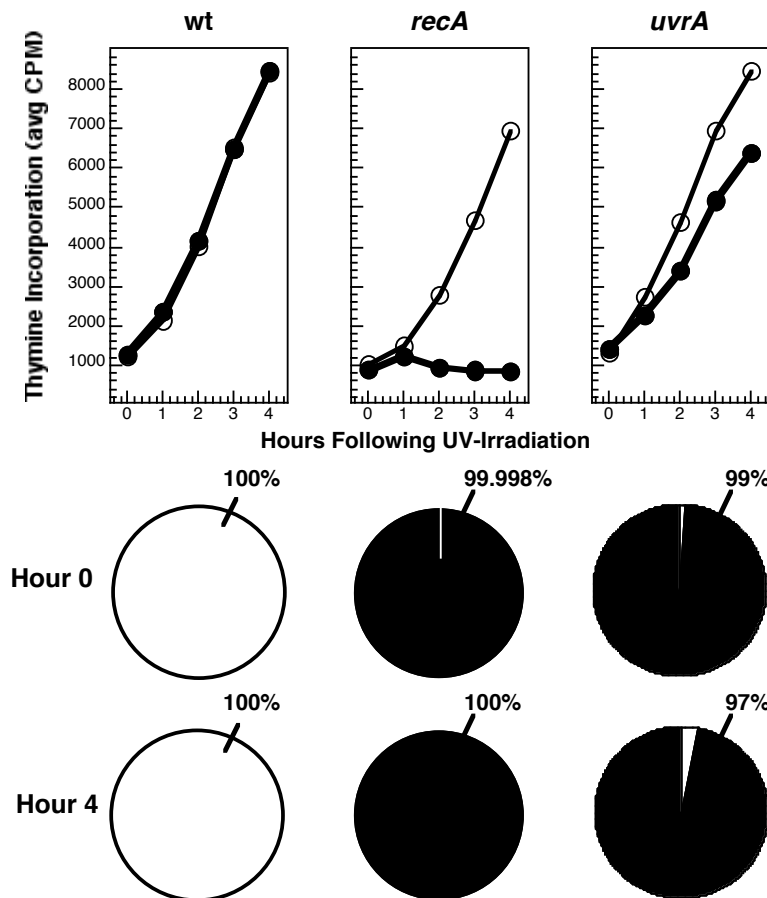 wt recA uvrA
Thymine Incorporation (avg CPM)
8000
7000
6000
5000
4000
3000
2000
1000
0 1 2 3 4 0 1 2 3 4 0 1 2 3 4
Hours Following UV-Irradiation
100% 99.998% 99%
Hour 0
100% 100% 97%
Hour 4